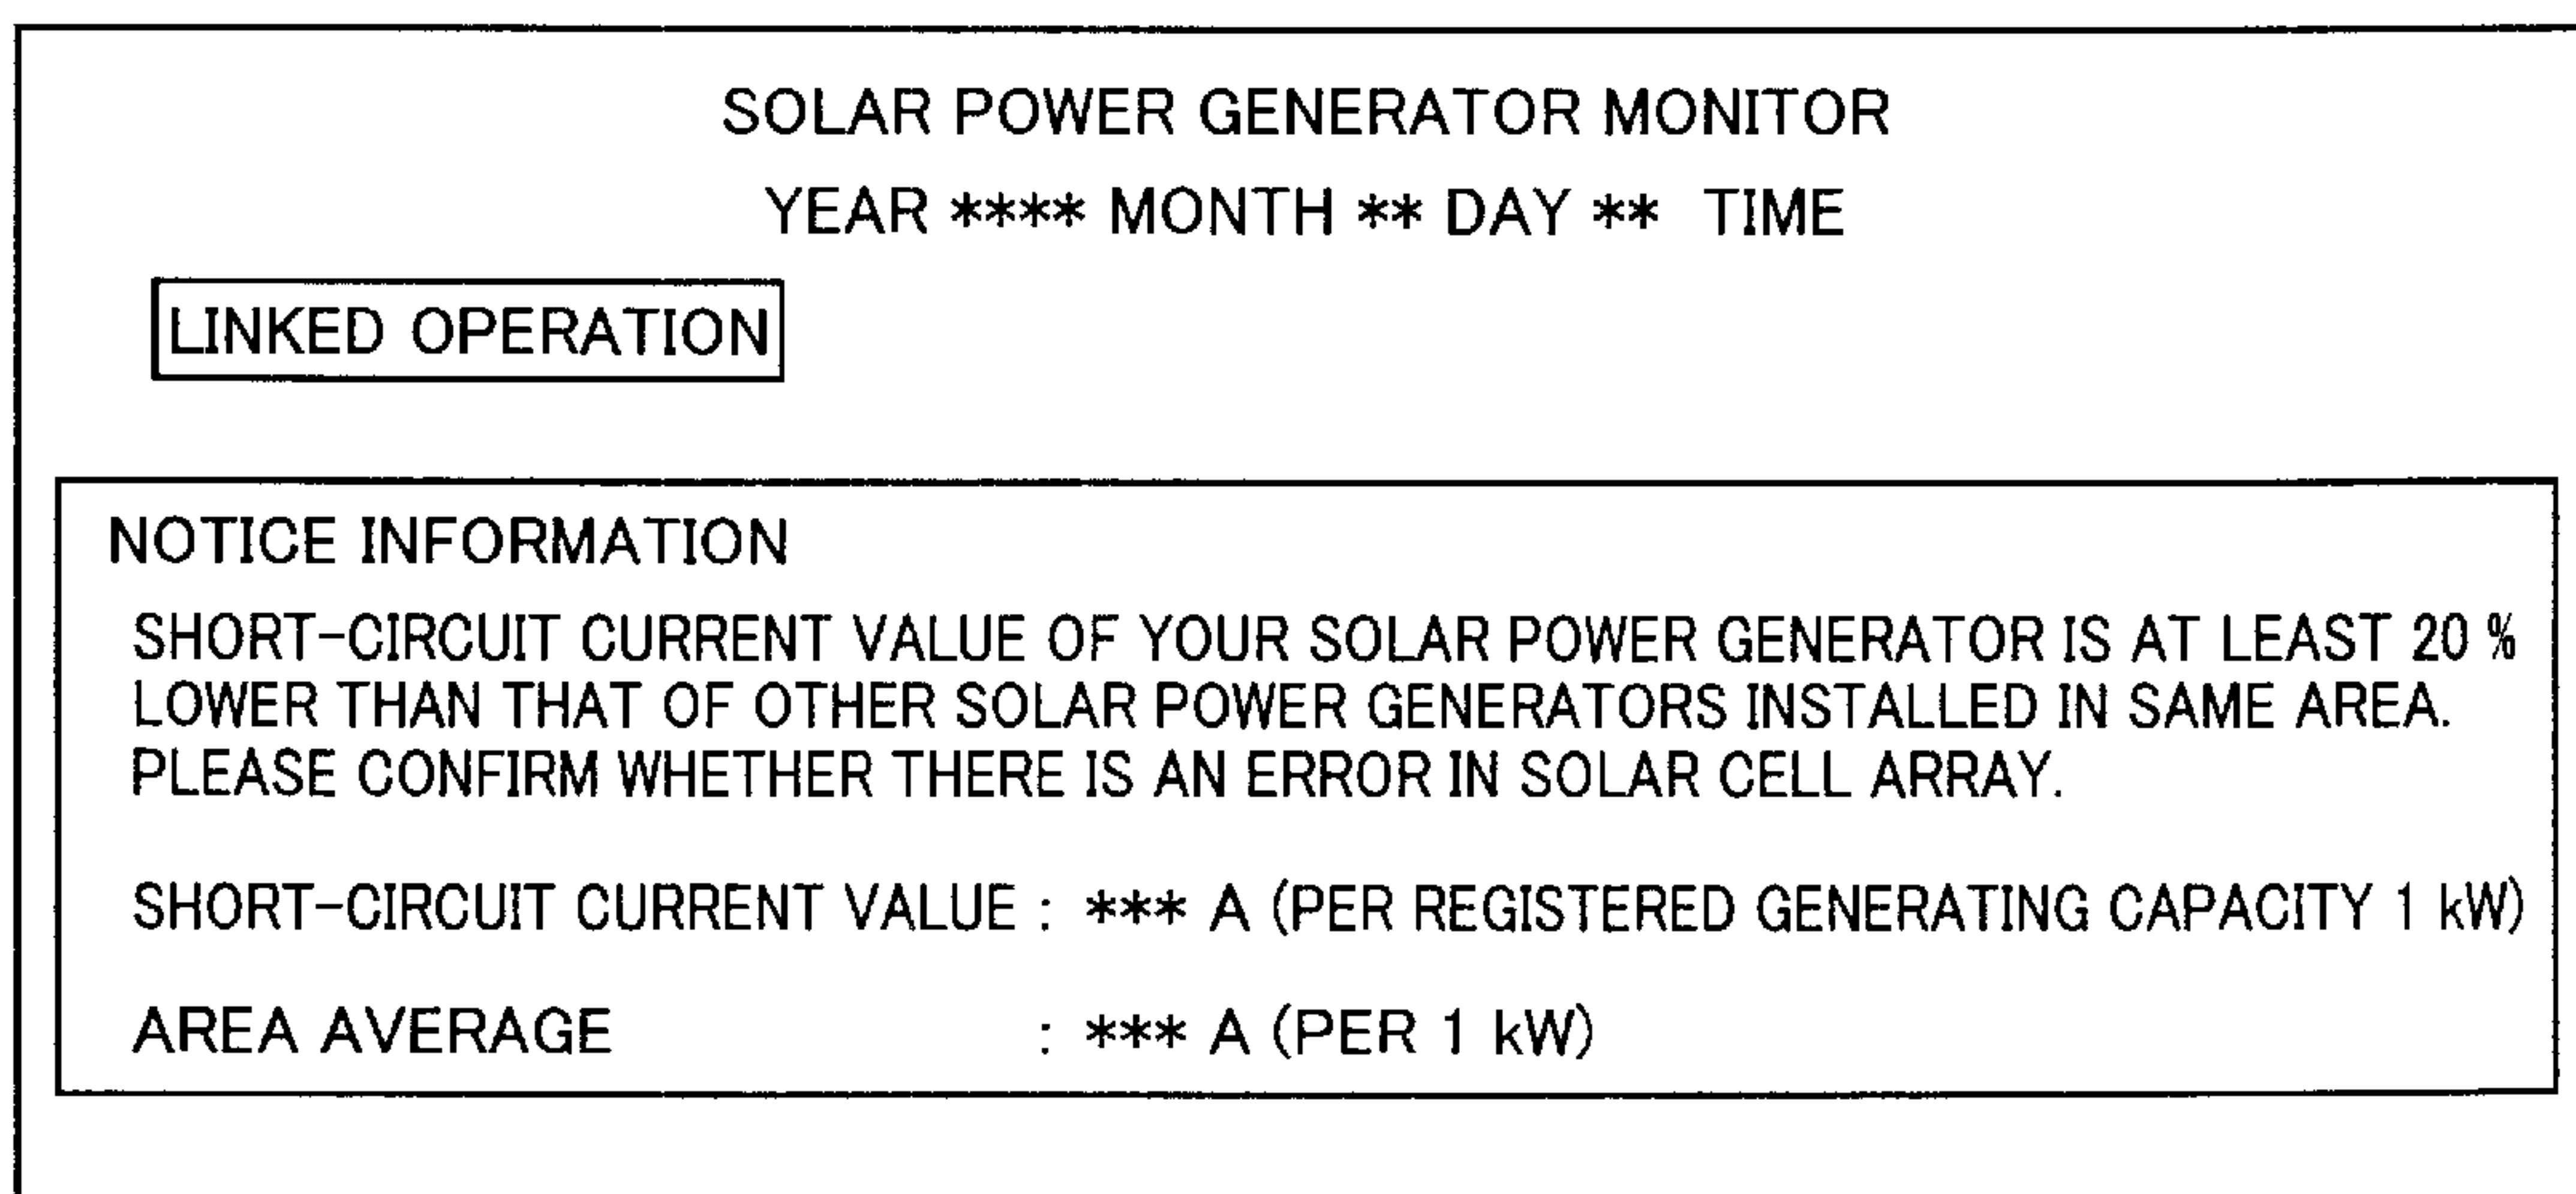 SOLAR POWER GENERATOR MONITOR
YEAR **** MONTH ** DAY ** TIME
LINKED OPERATION
NOTICE INFORMATION
SHORT-CIRCUIT CURRENT VALUE OF YOUR SOLAR POWER GENERATOR IS AT LEAST 20 %
LOWER THAN THAT OF OTHER SOLAR POWER GENERATORS INSTALLED IN SAME AREA.
PLEASE CONFIRM WHETHER THERE IS AN ERROR IN SOLAR CELL ARRAY.
SHORT-CIRCUIT CURRENT VALUE : *** A (PER REGISTERED GENERATING CAPACITY 1 kW)
AREA AVERAGE : *** A (PER 1 kW)